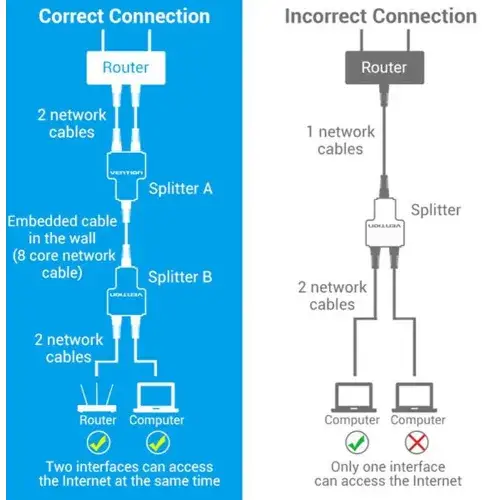 Correct Connection
Router
2 network
cables
VENTION
Splitter A
Embedded cable
in the wall
(8 core network
cable)
Splitter B
VENTION
2 network
cables
Router
Computer
Two interfaces can access
the Internet at the same time
Incorrect Connection
Router
1 network
cables
Splitter
VENTION
2 network
cables
Computer
Computer
Only one interface
can access the Internet